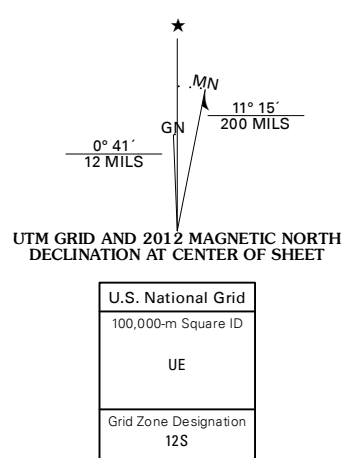 ★
MN
11° 15´
200 MILS
GN
0° 41´
12 MILS
UTM GRID AND 2012 MAGNETIC NORTH
DECLINATION AT CENTER OF SHEET
U.S. National Grid
100,000-m Square ID
UE
Grid Zone Designation
12S